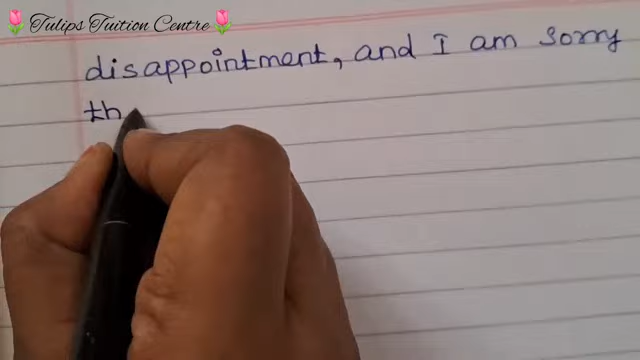 🌷Tulips Tuition Centre🌷
disappointment, and I am sorry
th